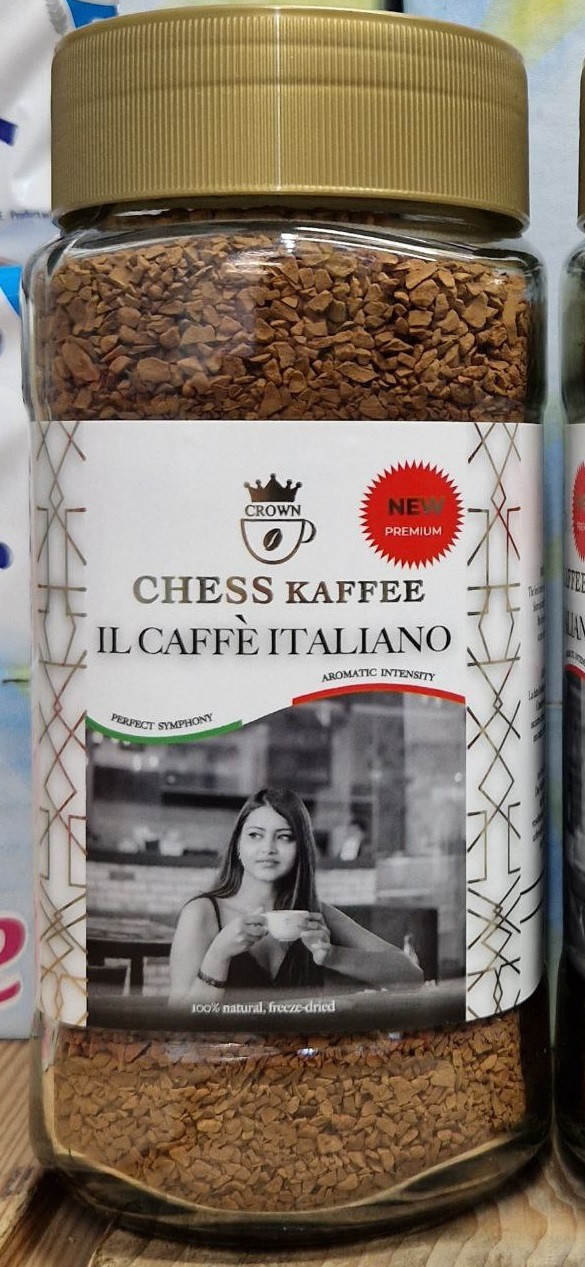 CROWN
NEW
PREMIUM
CHESS KAFFEE
IL CAFFÈ ITALIANO
AROMATIC INTENSITY
PERFECT SYMPHONY
100% natural, freeze-dried